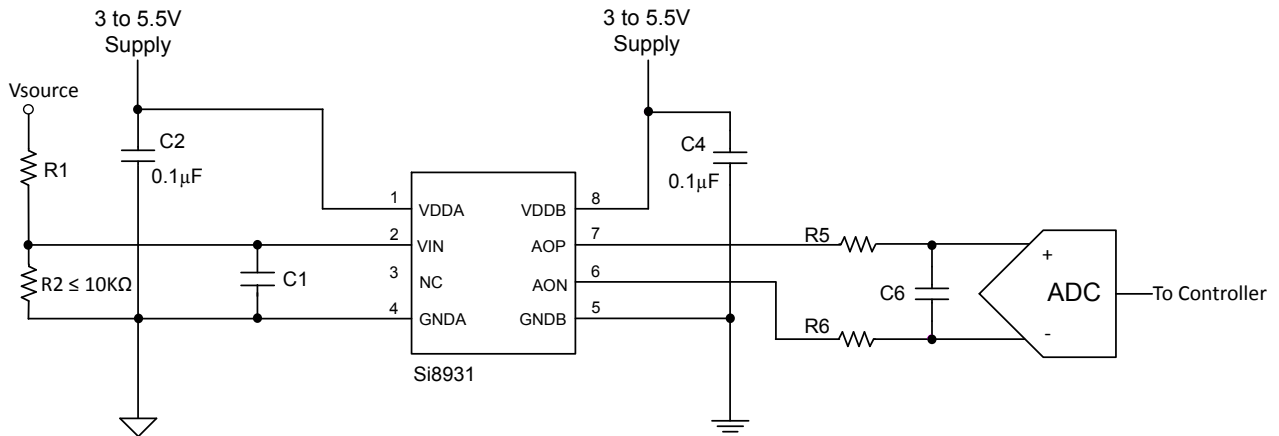 3 to 5.5V
Supply
3 to 5.5V
Supply
Vsource
R1
C2
0.1µF
C4
0.1µF
1
VDDA
VDDB
8
2
VIN
AOP
7
R5
R2 ≤ 10KΩ
C1
3
NC
AON
6
C6
+
ADC
-
To Controller
4
GNDA
GNDB
5
R6
Si8931